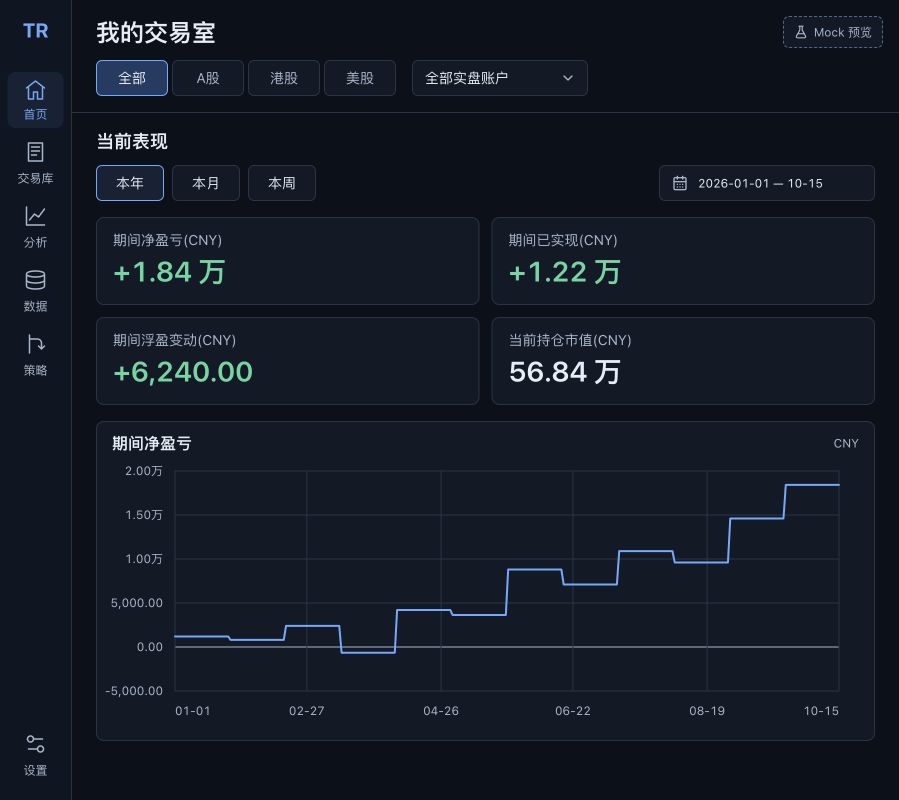 TR
首页
交易库
分析
数据
策略
设置
我的交易室
Mock 预览
全部 A股 港股 美股 全部实盘账户
当前表现
本年 本月 本周 2026-01-01 — 10-15
期间净盈亏(CNY)
+1.84 万
期间已实现(CNY)
+1.22 万
期间浮盈变动(CNY)
+6,240.00
当前持仓市值(CNY)
56.84 万
期间净盈亏 CNY
2.00万
1.50万
1.00万
5,000.00
0.00
-5,000.00
01-01 02-27 04-26 06-22 08-19 10-15